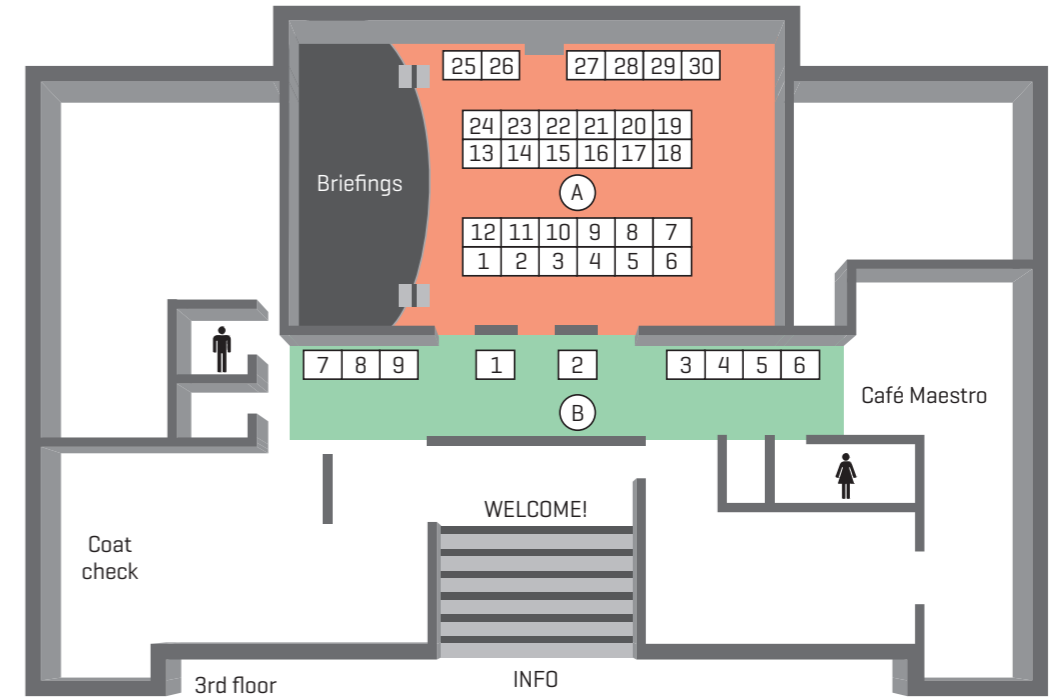 25 26 27 28 29 30
24 23 22 21 20 19
13 14 15 16 17 18
Briefings
A
12 11 10 9 8 7
1 2 3 4 5 6
7 8 9 1 2 3 4 5 6
Café Maestro
B
WELCOME!
Coat
check
INFO
3rd floor